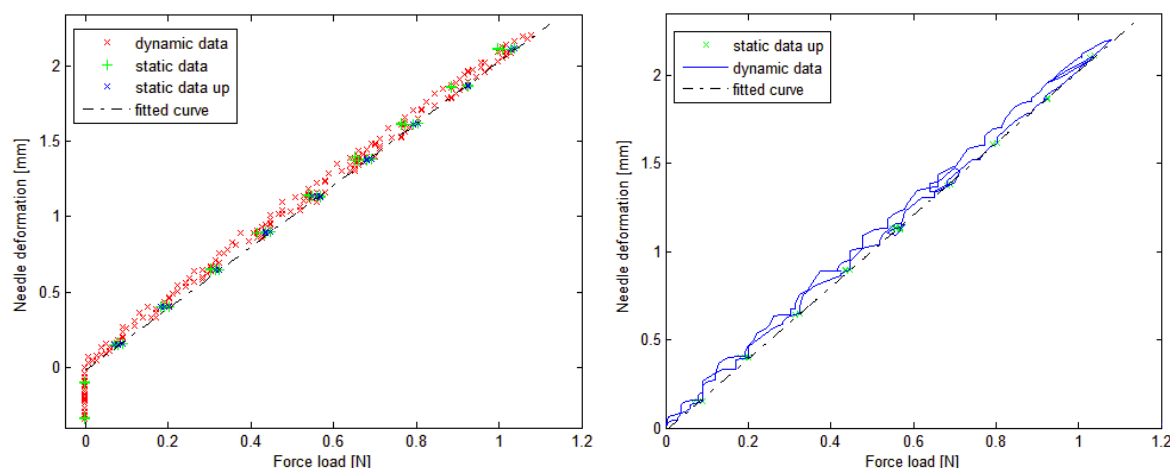 dynamic data
static data
static data up
fitted curve
2
1.5
1
0.5
0
Needle deformation [mm]
0
0.2
0.4
0.6
0.8
1
1.2
Force load [N]
static data up
dynamic data
fitted curve
2
1.5
1
0.5
0
Needle deformation [mm]
0
0.2
0.4
0.6
0.8
1
1.2
Force load [N]